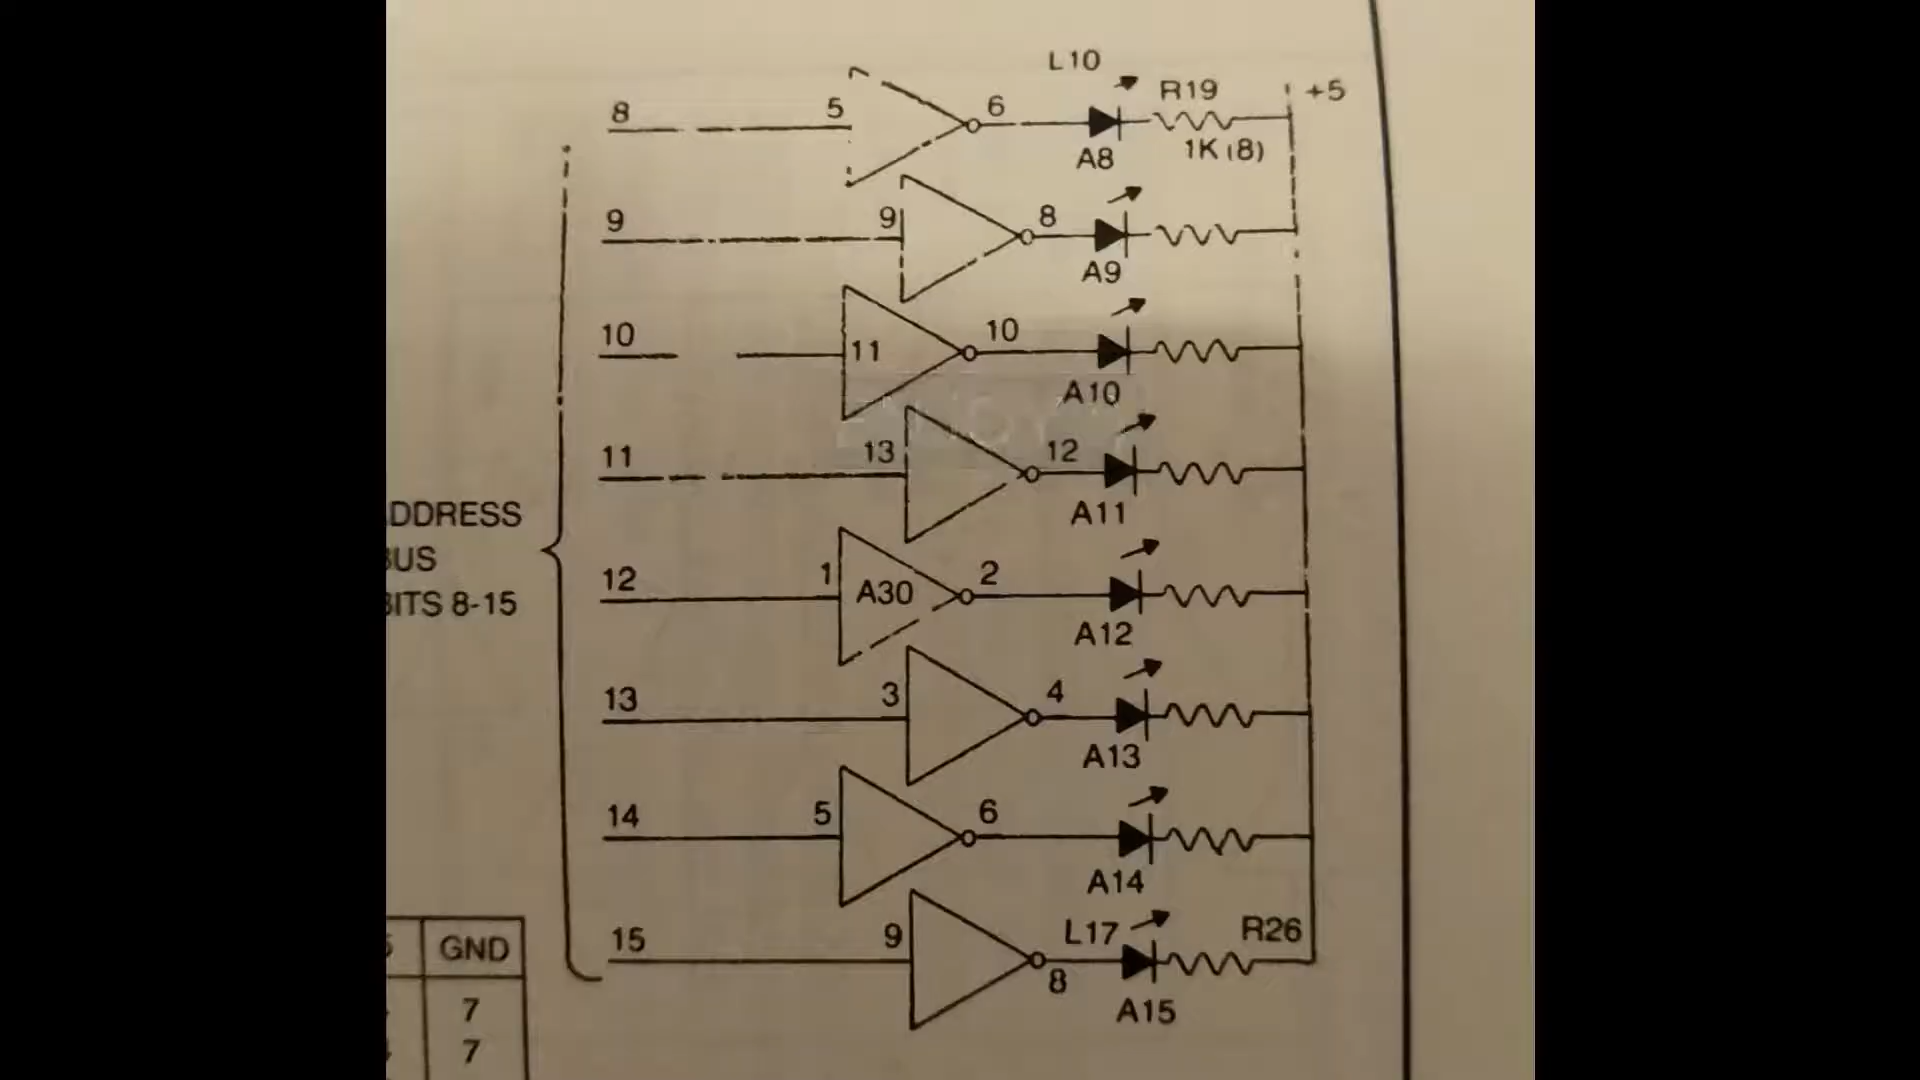 L10
8 5 6 R19 +5
A8 1K (8)
9 9 8
A9
10 11 10
A10
11 13 12
A11
DDRESS
BUS
BITS 8-15
12 1 A30 2
A12
13 3 4
A13
14 5 6
A14
15 9 8 L17 R26
A15
GND
7
7